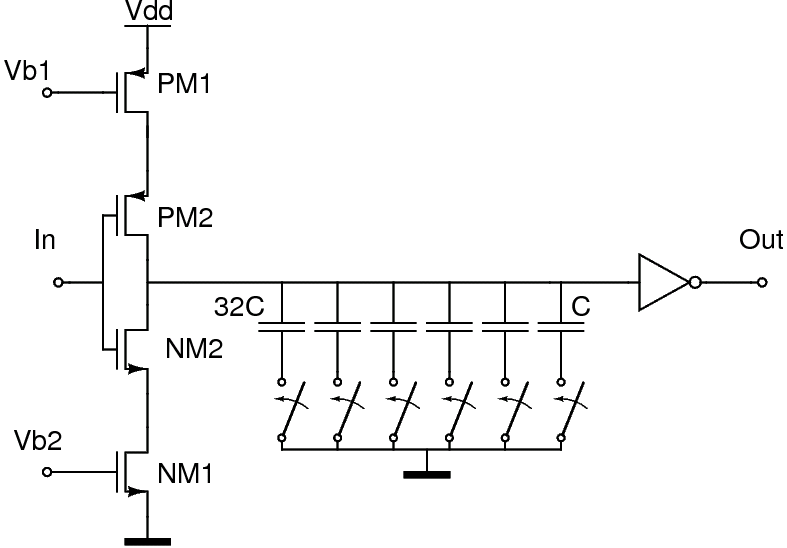 Vdd
Vb1
PM1
PM2
In
Out
32C
C
NM2
Vb2
NM1